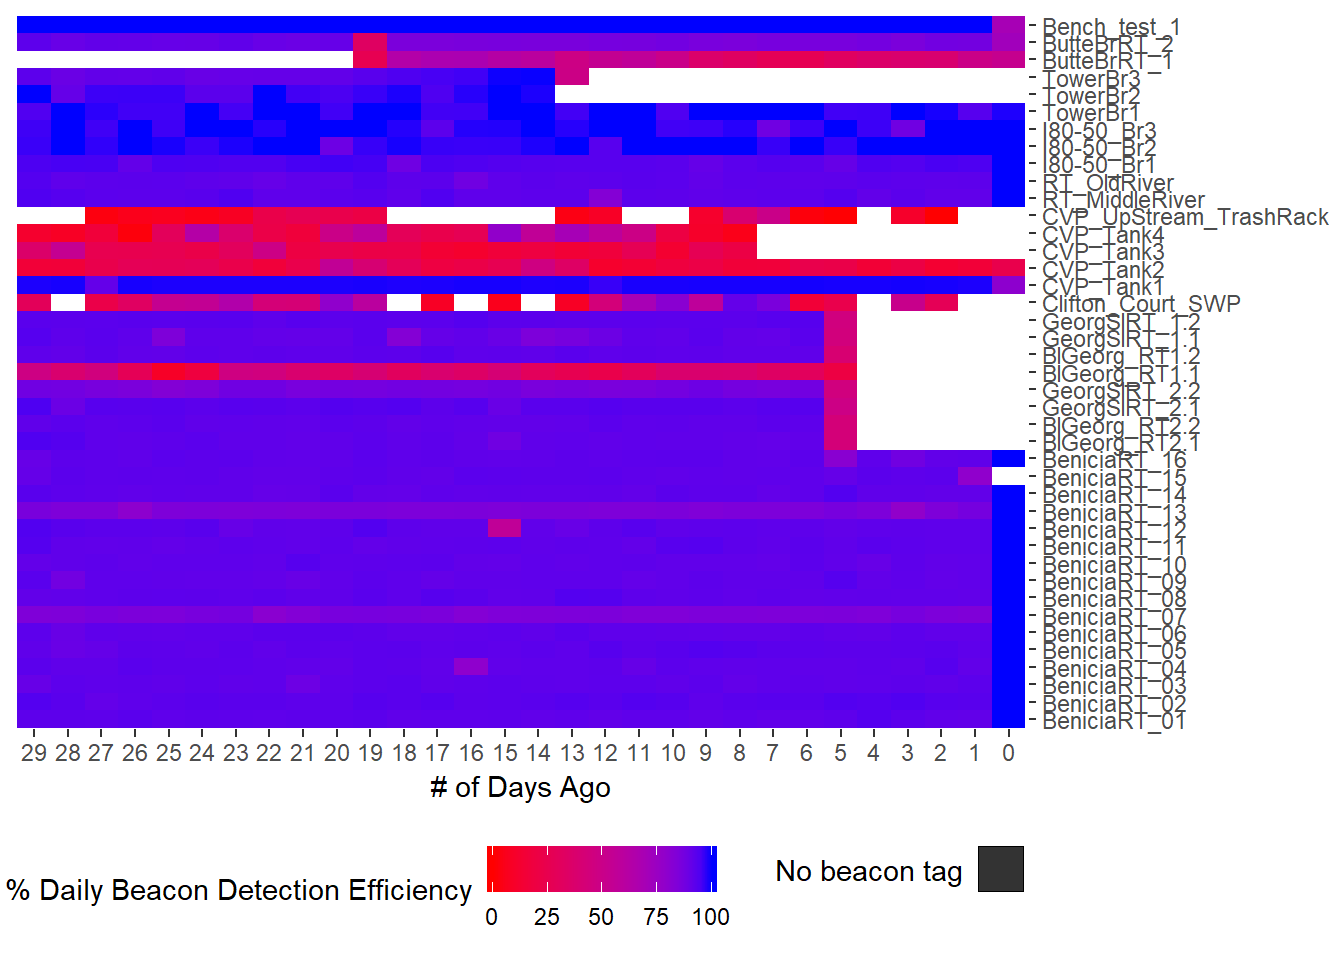 Bench_test_1
ButteBrRT_2
ButteBrRT_1
TowerBr3
TowerBr2
TowerBr1
I80-50_Br3
I80-50_Br2
I80-50_Br1
RT_OldRiver
RT_MiddleRiver
CVP_UpStream_TrashRack
CVP_Tank4
CVP_Tank3
CVP_Tank2
CVP_Tank1
Clifton_Court_SWP
GeorgSlRT_1.2
GeorgSlRT_1.1
BlGeorg_RT1.2
BlGeorg_RT1.1
GeorgSlRT_2.2
GeorgSlRT_2.1
BlGeorg_RT2.2
BlGeorg_RT2.1
BeniciaRT_16
BeniciaRT_15
BeniciaRT_14
BeniciaRT_13
BeniciaRT_12
BeniciaRT_11
BeniciaRT_10
BeniciaRT_09
BeniciaRT_08
BeniciaRT_07
BeniciaRT_06
BeniciaRT_05
BeniciaRT_04
BeniciaRT_03
BeniciaRT_02
BeniciaRT_01
29 28 27 26 25 24 23 22 21 20 19 18 17 16 15 14 13 12 11 10 9 8 7 6 5 4 3 2 1 0
# of Days Ago
% Daily Beacon Detection Efficiency
0 25 50 75 100
No beacon tag